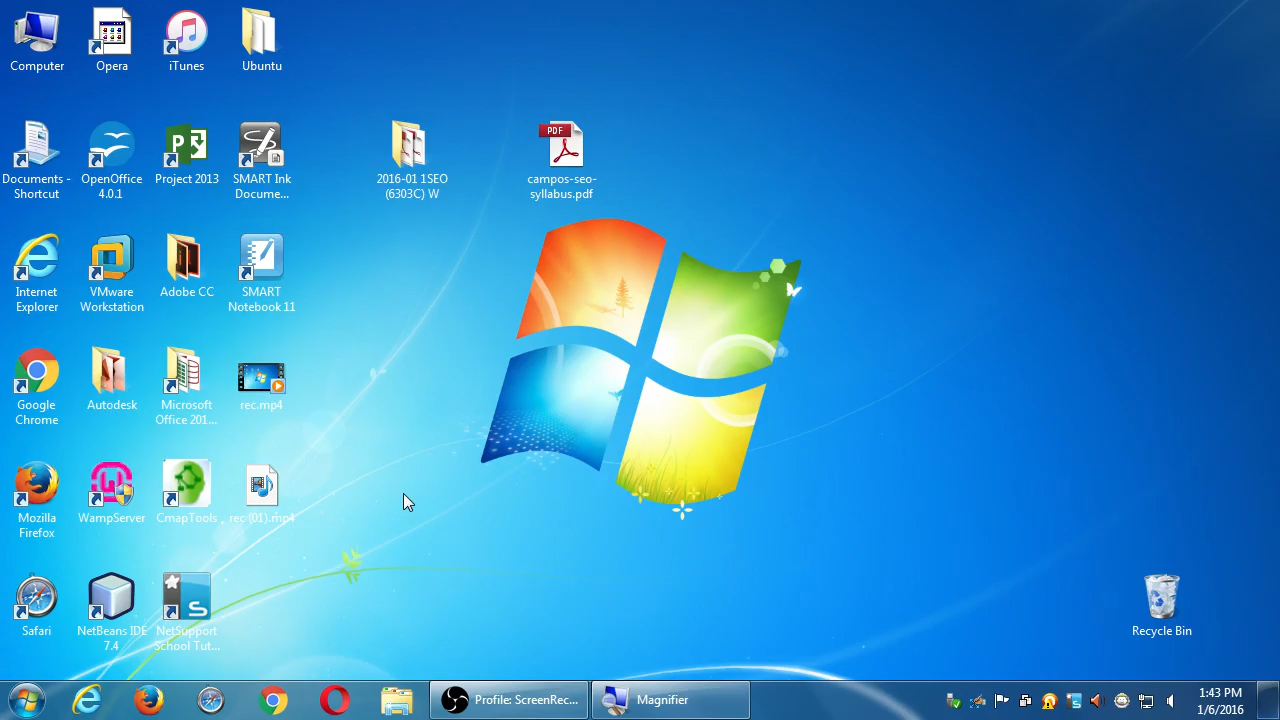 Computer
Opera
iTunes
Ubuntu
Documents -
Shortcut
OpenOffice
4.0.1
Project 2013
SMART Ink
Docume...
2016-01 1SEO
(6303C) W
PDF
campos-seo-
syllabus.pdf
Internet
Explorer
VMware
Workstation
Adobe CC
SMART
Notebook 11
Google
Chrome
Autodesk
Microsoft
Office 201...
rec.mp4
Mozilla
Firefox
WampServer
CmapTools
rec (01).mp4
Safari
NetBeans IDE
7.4
NetSupport
School Tut...
Recycle Bin
Profile: ScreenRec...
Magnifier
1:43 PM
1/6/2016